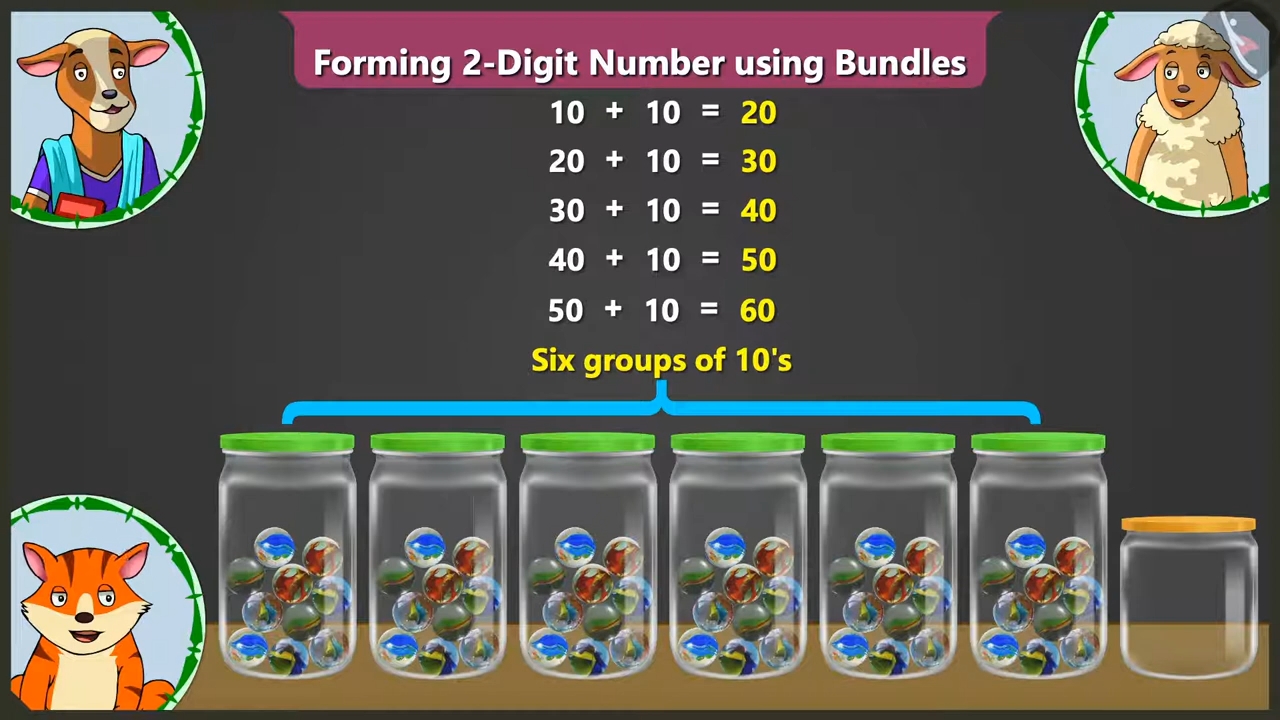 Forming 2-Digit Number using Bundles
10 + 10 = 20
20 + 10 = 30
30 + 10 = 40
40 + 10 = 50
50 + 10 = 60
Six groups of 10's